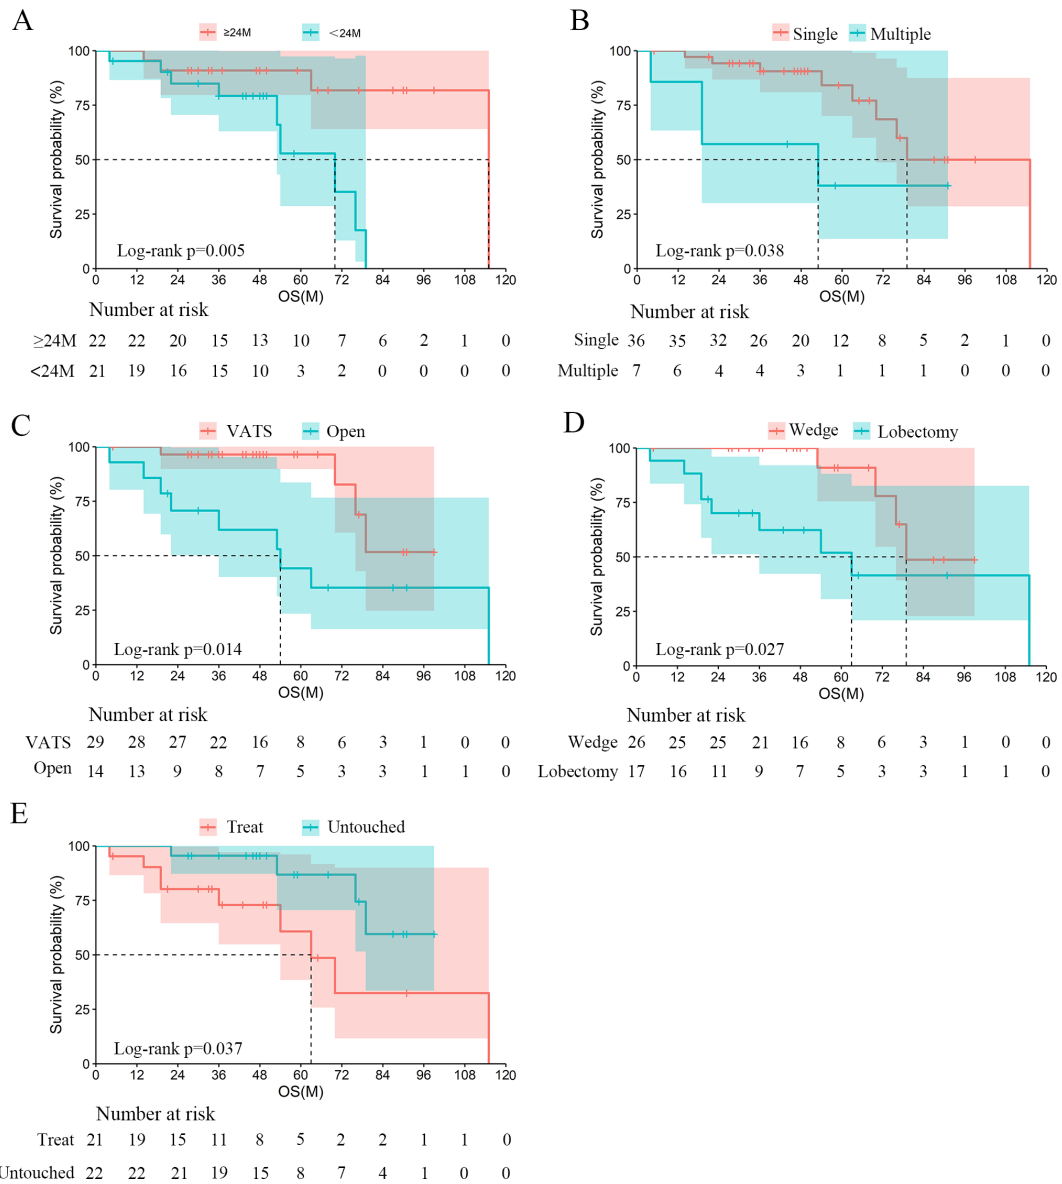 A
≥24M <24M
Survival probability (%)
100
75
50
25
0
Log-rank p=0.005
0 12 24 36 48 60 72 84 96 108 120
OS(M)
Number at risk
≥24M 22 22 20 15 13 10 7 6 2 1 0
<24M 21 19 16 15 10 3 2 0 0 0 0
B
Single Multiple
Survival probability (%)
100
75
50
25
0
Log-rank p=0.038
0 12 24 36 48 60 72 84 96 108 120
OS(M)
Number at risk
Single 36 35 32 26 20 12 8 5 2 1 0
Multiple 7 6 4 4 3 1 1 1 0 0 0
C
VATS Open
Survival probability (%)
100
75
50
25
0
Log-rank p=0.014
0 12 24 36 48 60 72 84 96 108 120
OS(M)
Number at risk
VATS 29 28 27 22 16 8 6 3 1 0 0
Open 14 13 9 8 7 5 3 3 1 1 0
D
Wedge Lobectomy
Survival probability (%)
100
75
50
25
0
Log-rank p=0.027
0 12 24 36 48 60 72 84 96 108 120
OS(M)
Number at risk
Wedge 26 25 25 21 16 8 6 3 1 0 0
Lobectomy 17 16 11 9 7 5 3 3 1 1 0
E
Treat Untouched
Survival probability (%)
100
75
50
25
0
Log-rank p=0.037
0 12 24 36 48 60 72 84 96 108 120
OS(M)
Number at risk
Treat 21 19 15 11 8 5 2 2 1 1 0
Untouched 22 22 21 19 15 8 7 4 1 0 0